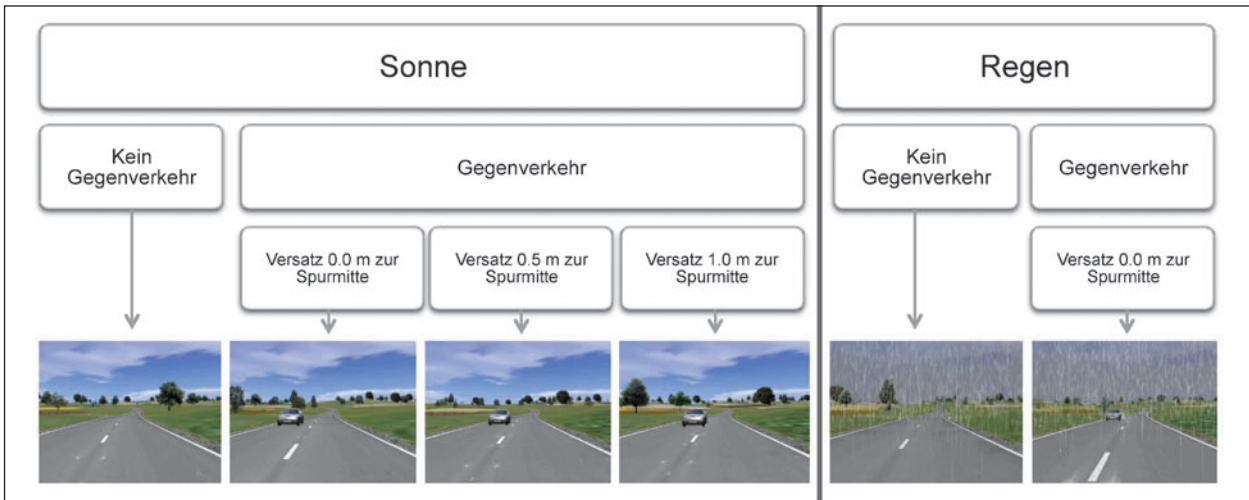 Sonne
Regen
Kein
Gegenverkehr
Gegenverkehr
Kein
Gegenverkehr
Gegenverkehr
Versatz 0.0 m zur
Spurmitte
Versatz 0.5 m zur
Spurmitte
Versatz 1.0 m zur
Spurmitte
Versatz 0.0 m zur
Spurmitte